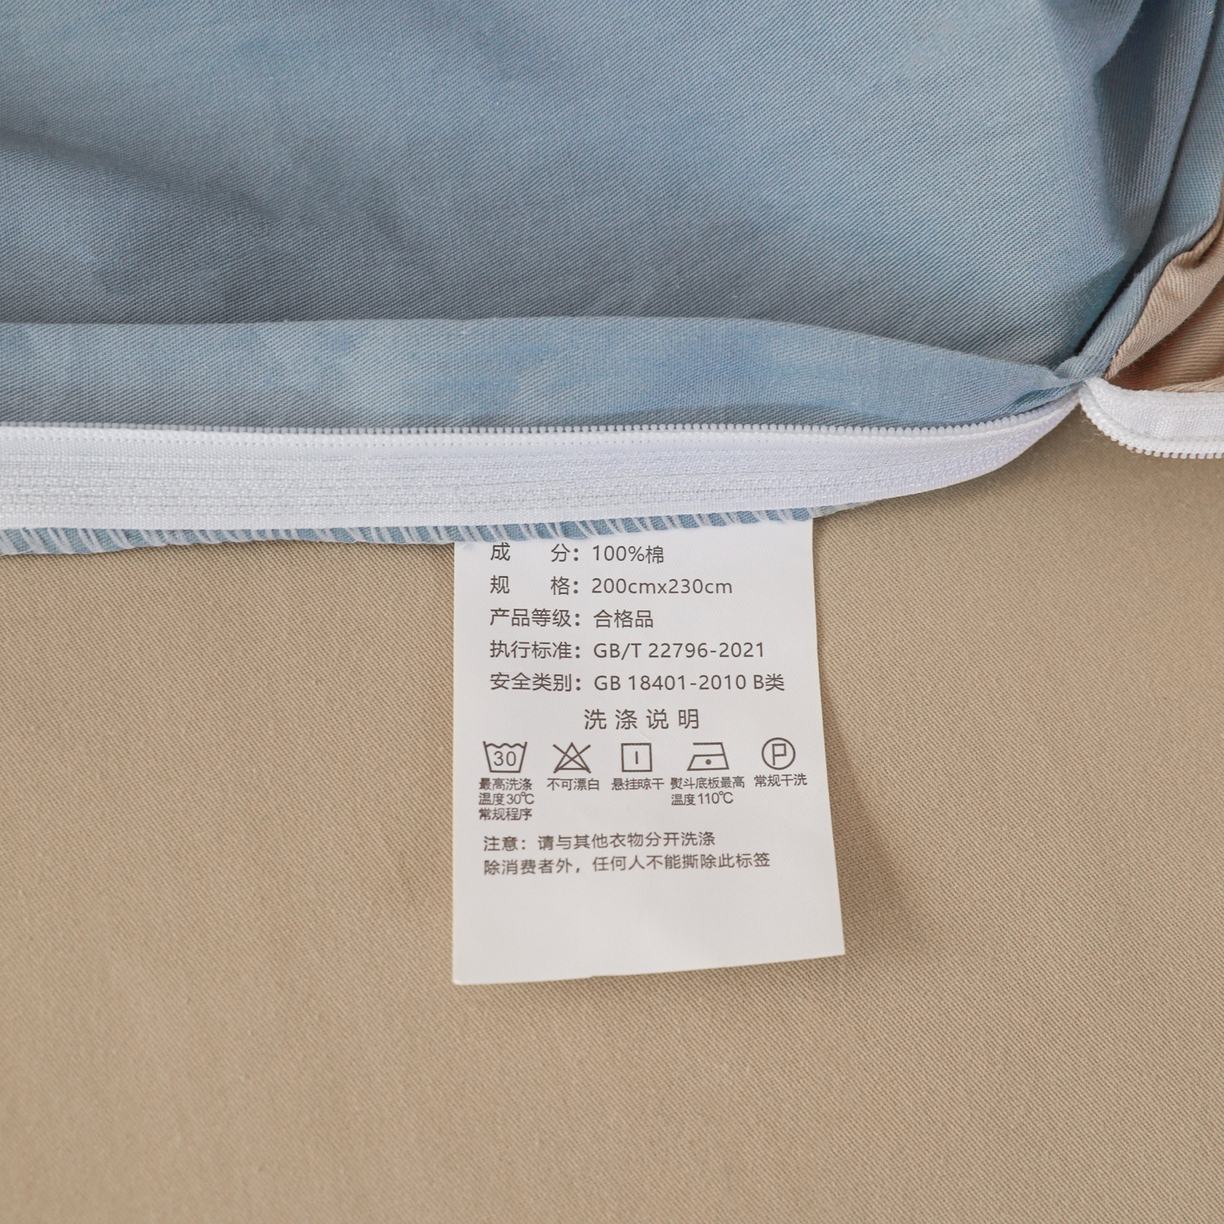 成 分：100%棉
规 格：200cmx230cm
产品等级：合格品
执行标准：GB/T 22796-2021
安全类别：GB 18401-2010 B类
洗涤说明
30 P
最高洗涤 不可漂白 悬挂晾干 熨斗底板最高 常规干洗
温度30℃ 温度110℃
常规程序
注意：请与其他衣物分开洗涤
除消费者外，任何人不能撕除此标签